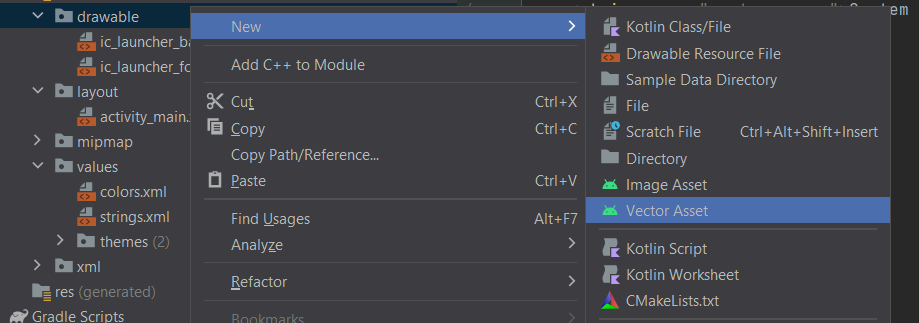 drawable
ic_launcher_ba
ic_launcher_fo
layout
activity_main.
mipmap
values
colors.xml
strings.xml
themes (2)
xml
res (generated)
Gradle Scripts
New
Add C++ to Module
Cut Ctrl+X
Copy Ctrl+C
Copy Path/Reference...
Paste Ctrl+V
Find Usages Alt+F7
Analyze
Refactor
Bookmarks
Kotlin Class/File
Drawable Resource File
Sample Data Directory
File
Scratch File Ctrl+Alt+Shift+Insert
Directory
Image Asset
Vector Asset
Kotlin Script
Kotlin Worksheet
CMakeLists.txt